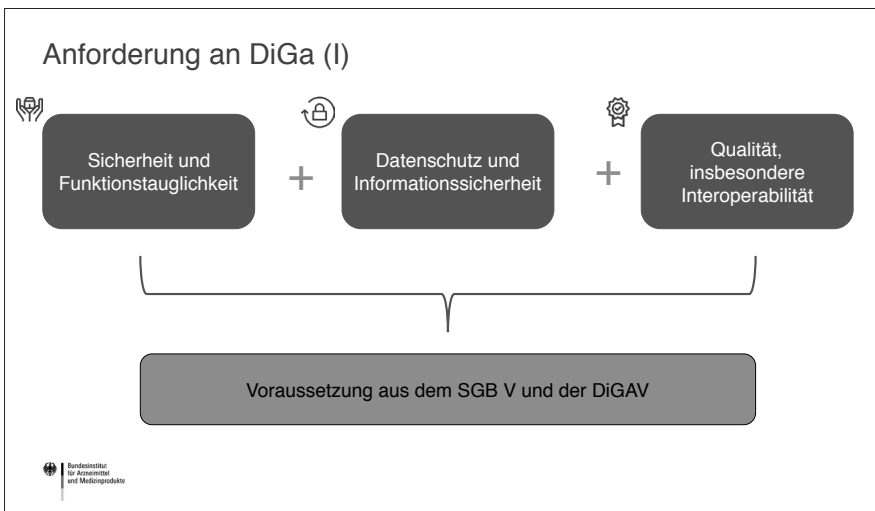 Anforderung an DiGa (I)
Sicherheit und
Funktionstauglichkeit
+
Datenschutz und
Informationssicherheit
+
Qualität,
insbesondere
Interoperabilität
Voraussetzung aus dem SGB V und der DiGAV
Bundesinstitut
für Arzneimittel
und Medizinprodukte